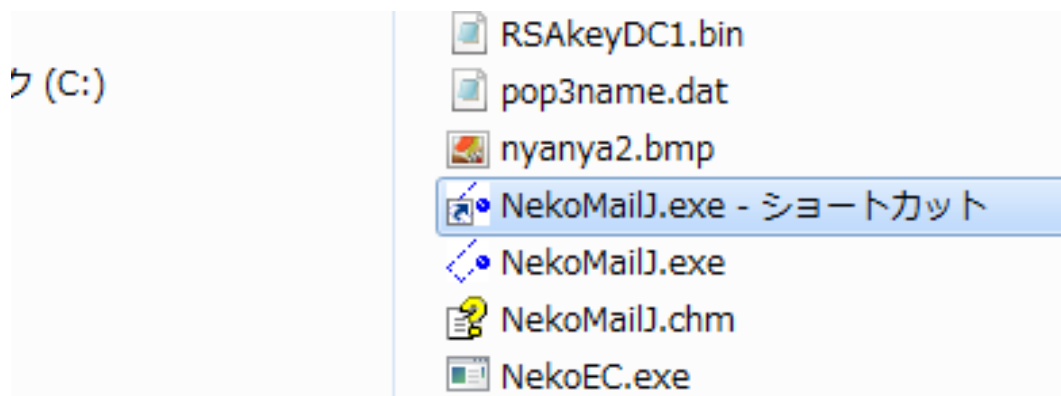 RSAkeyDC1.bin
ク (C:)
pop3name.dat
nyanya2.bmp
NekoMailJ.exe - ショートカット
NekoMailJ.exe
NekoMailJ.chm
NekoEC.exe